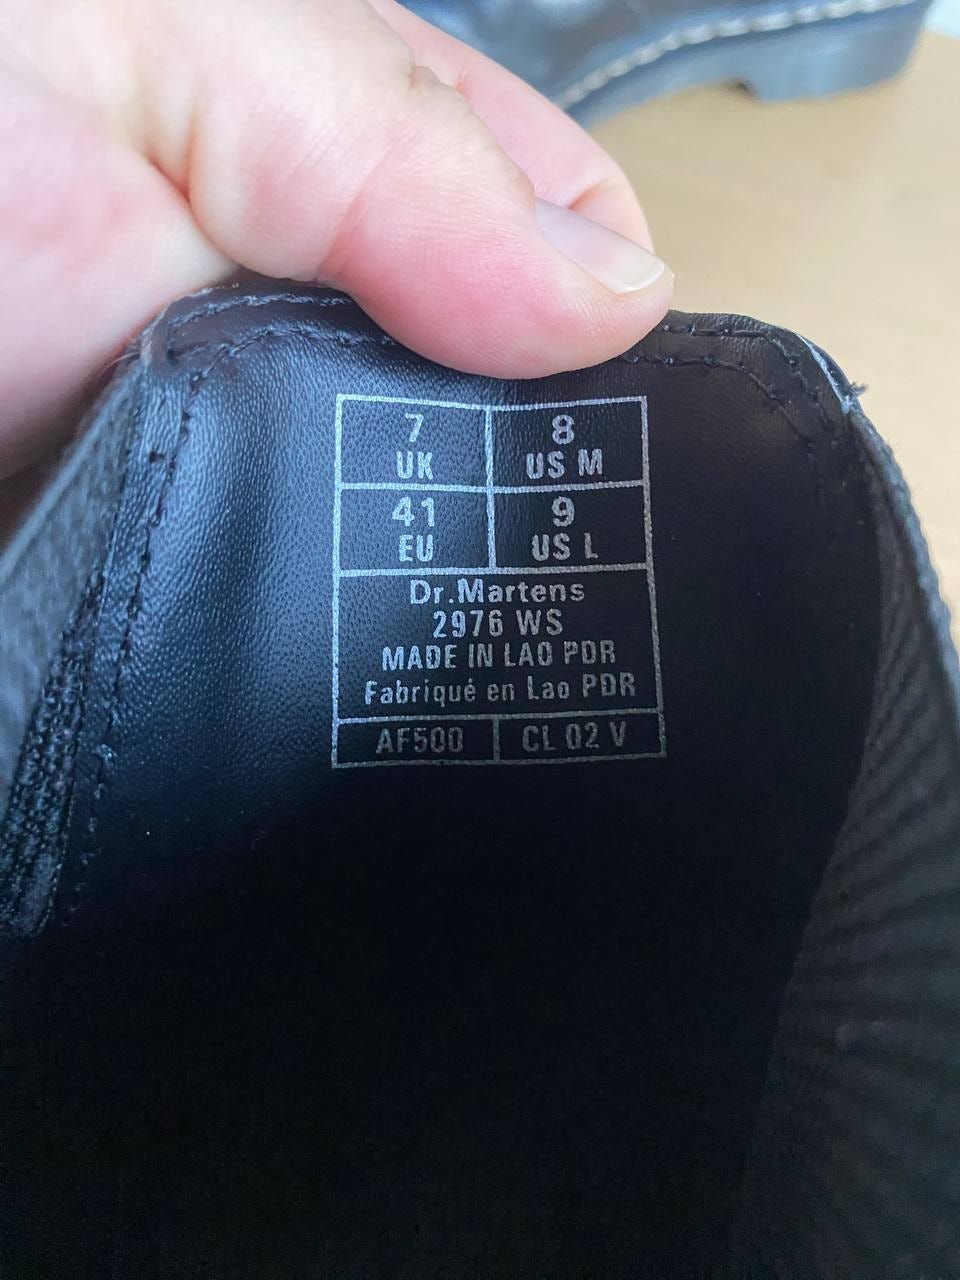 7 8
UK US M
41 9
EU US L
Dr.Martens
2976 WS
MADE IN LAO PDR
Fabriqué en Lao PDR
AF500 CL 02 V